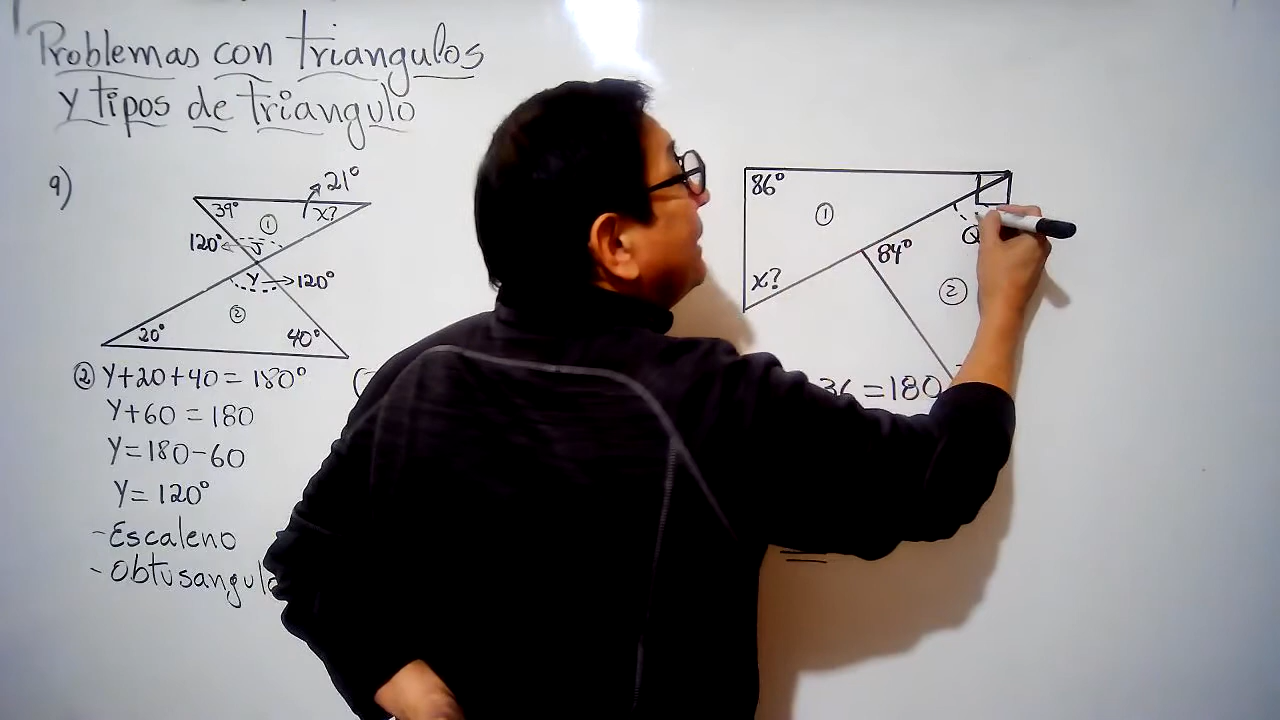 Problemas con triangulos
y tipos de triangulo
9)
21°
39°
①
x?
120°
J
Y
120°
②
20°
40°
② Y+20+40=180°
Y+60=180
Y=180-60
Y=120°
-Escaleno
-Obtusangulo
86°
①
x?
84°
Q
②
36=180